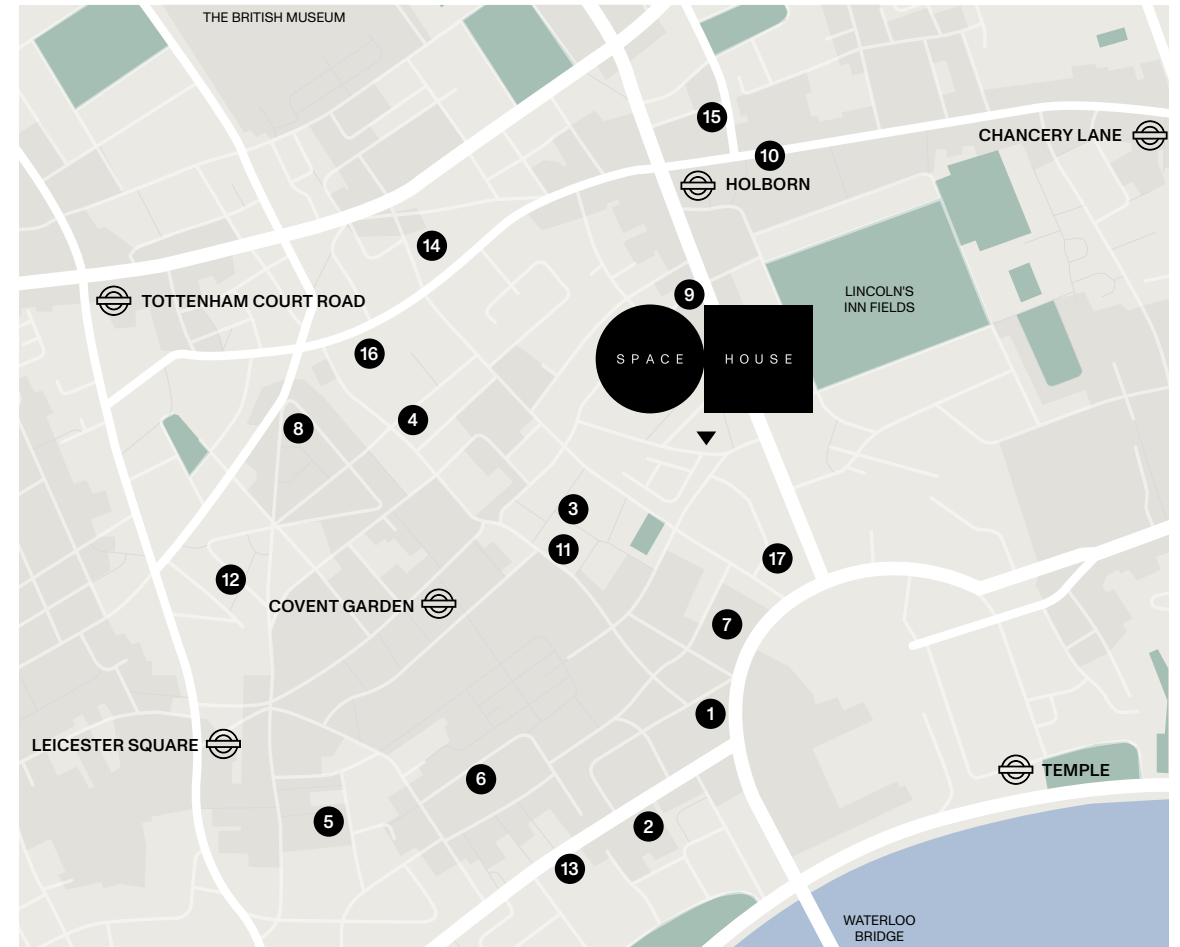 THE BRITISH MUSEUM
15
CHANCERY LANE
10
HOLBORN
14
TOTTENHAM COURT ROAD
9
LINCOLN'S
INN FIELDS
16
SPACE
HOUSE
4
8
3
11
17
12
COVENT GARDEN
7
1
LEICESTER SQUARE
TEMPLE
6
5
2
13
WATERLOO
BRIDGE